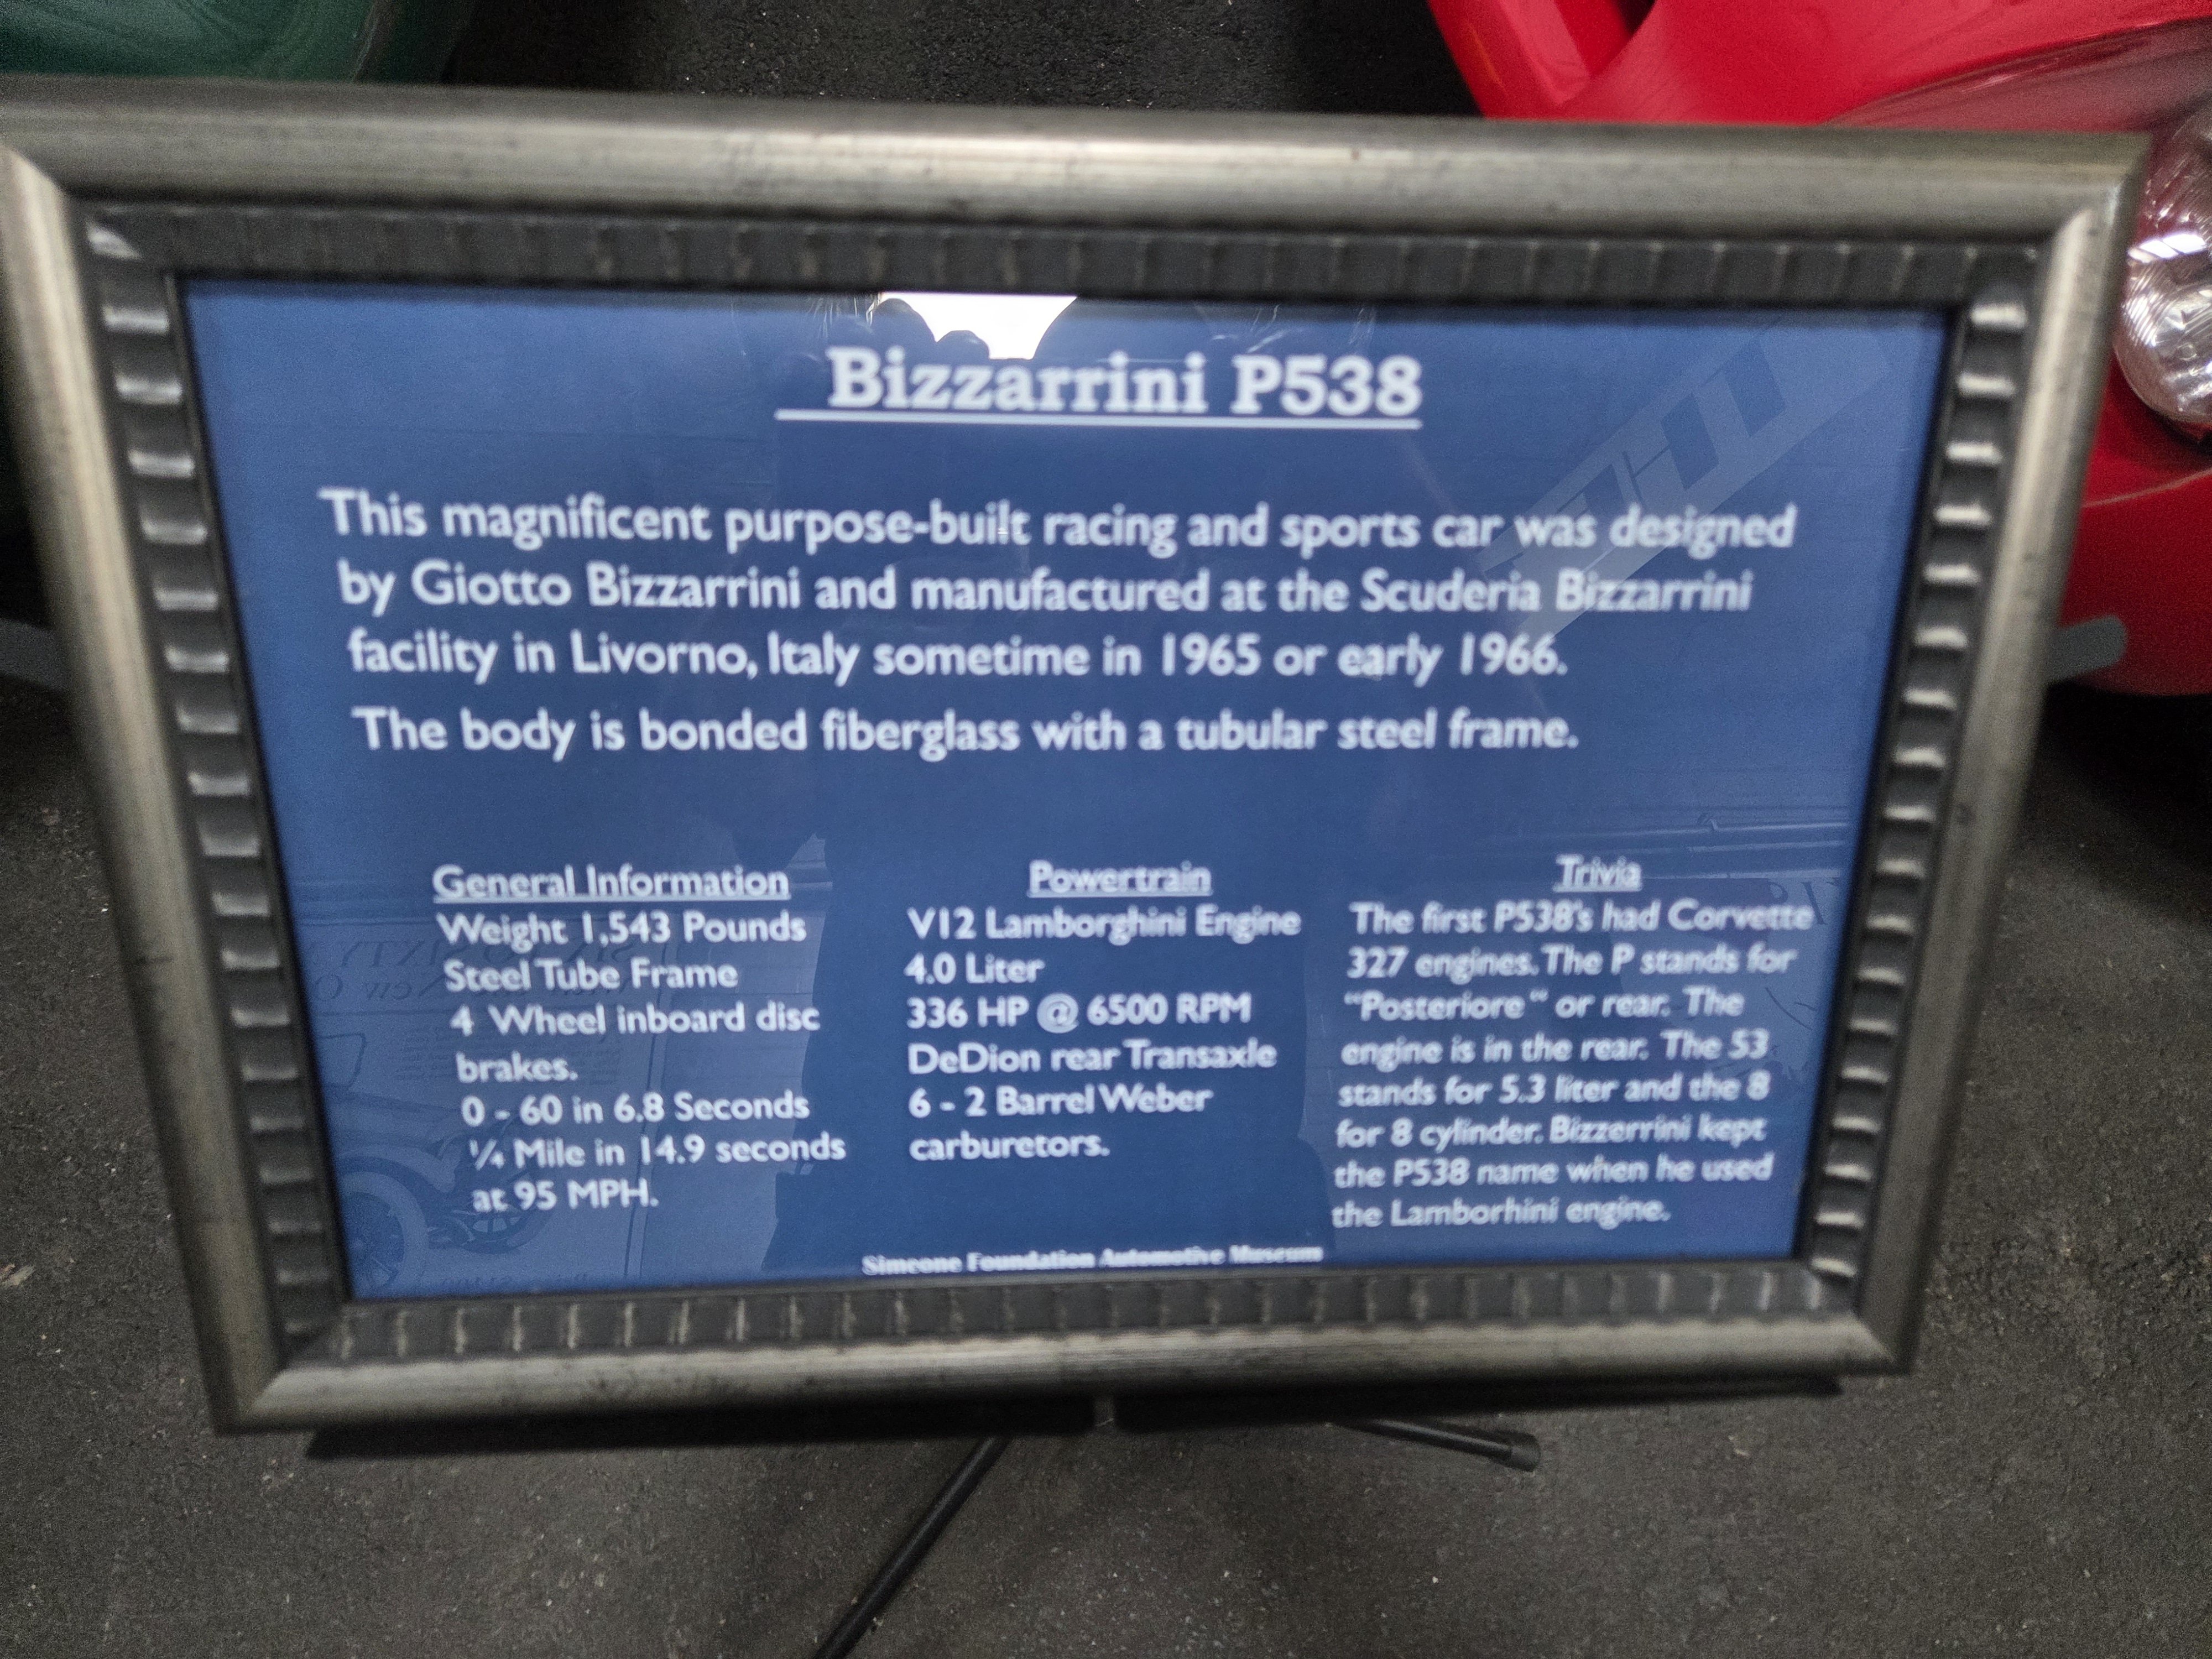 Bizzarrini P538
This magnificent purpose-built racing and sports car was designed
by Giotto Bizzarrini and manufactured at the Scuderia Bizzarrini
facility in Livorno, Italy sometime in 1965 or early 1966.
The body is bonded fiberglass with a tubular steel frame.
General Information
Weight 1,543 Pounds
Steel Tube Frame
4 Wheel inboard disc
brakes.
0 - 60 in 6.8 Seconds
¼ Mile in 14.9 seconds
at 95 MPH.
Powertrain
V12 Lamborghini Engine
4.0 Liter
336 HP @ 6500 RPM
DeDion rear Transaxle
6 - 2 Barrel Weber
carburetors.
Trivia
The first P538's had Corvette
327 engines. The P stands for
“Posteriore “ or rear. The
engine is in the rear. The 53
stands for 5.3 liter and the 8
for 8 cylinder. Bizzerrini kept
the P538 name when he used
the Lamborhini engine.
Simeone Foundation Automotive Museum